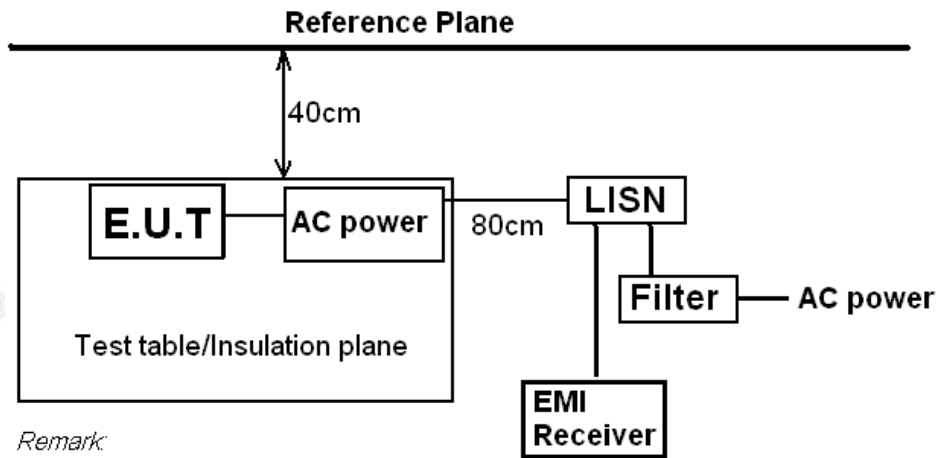 Reference Plane
40cm
E.U.T
AC power
80cm
LISN
Filter
AC power
Test table/Insulation plane
EMI
Receiver
Remark: